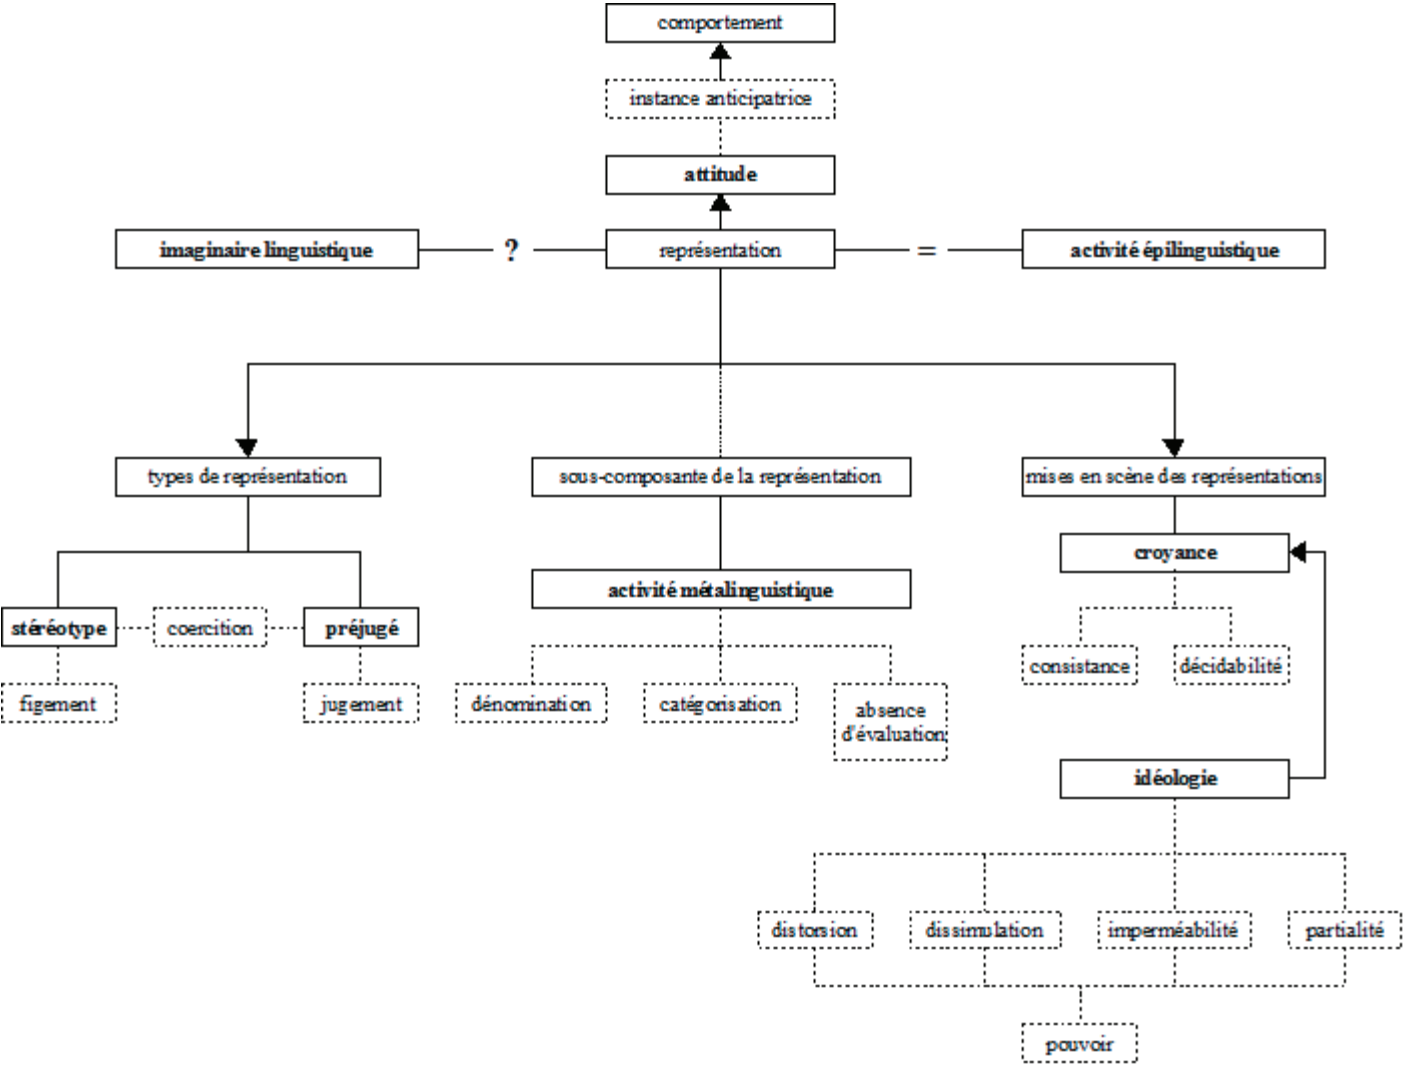 comportement
instance anticipatrice
attitude
imaginaire linguistique
?
représentation
=
activité épilinguistique
types de représentation
sous-composante de la représentation
mises en scène des représentations
croyance
activité métalinguistique
stéréotype
coercition
préjugé
consistance
décidabilité
figement
jugement
dénomination
catégorisation
absence
d'évaluation
idéologie
distorsion
dissimulation
imperméabilité
partialité
pouvoir